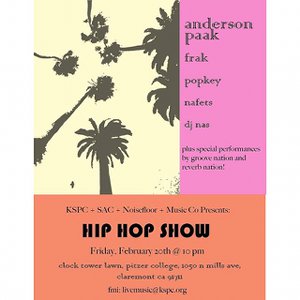 anderson
paak
frak
popkey
nafets
dj nas
plus special performances
by groove nation and
reverb nation!
KSPC + SAC + Noisefloor + Music Co Presents:
HIP HOP SHOW
Friday, February 20th @ 10 pm
clock tower lawn, pitzer college, 1050 n mills ave,
claremont ca 91711
fmi: livemusic@kspc.org